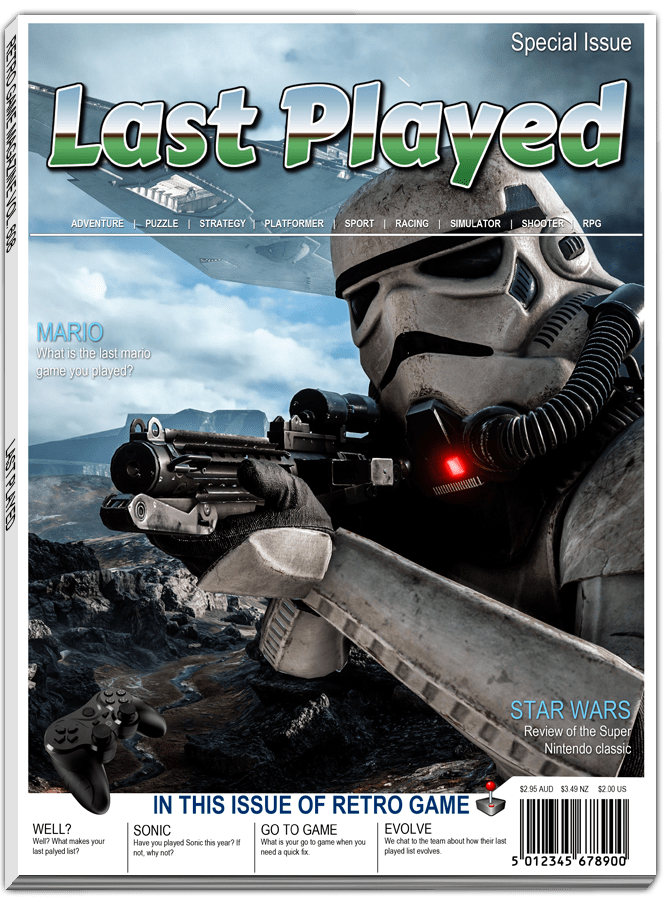 Special Issue
Last Played
ADVENTURE | PUZZLE | STRATEGY | PLATFORMER | SPORT | RACING | SIMULATOR | SHOOTER | RPG
MARIO
What is the last mario
game you played?
STAR WARS
Review of the Super
Nintendo classic
$2.95 AUD $3.49 NZ $2.00 US
IN THIS ISSUE OF RETRO GAME
WELL?
Well? What makes your
last palyed list?
SONIC
Have you played Sonic this year? If
not, why not?
GO TO GAME
What is your go to game when you
need a quick fix.
EVOLVE
We chat to the team about how their last
played list evolves.
5 012345 678900